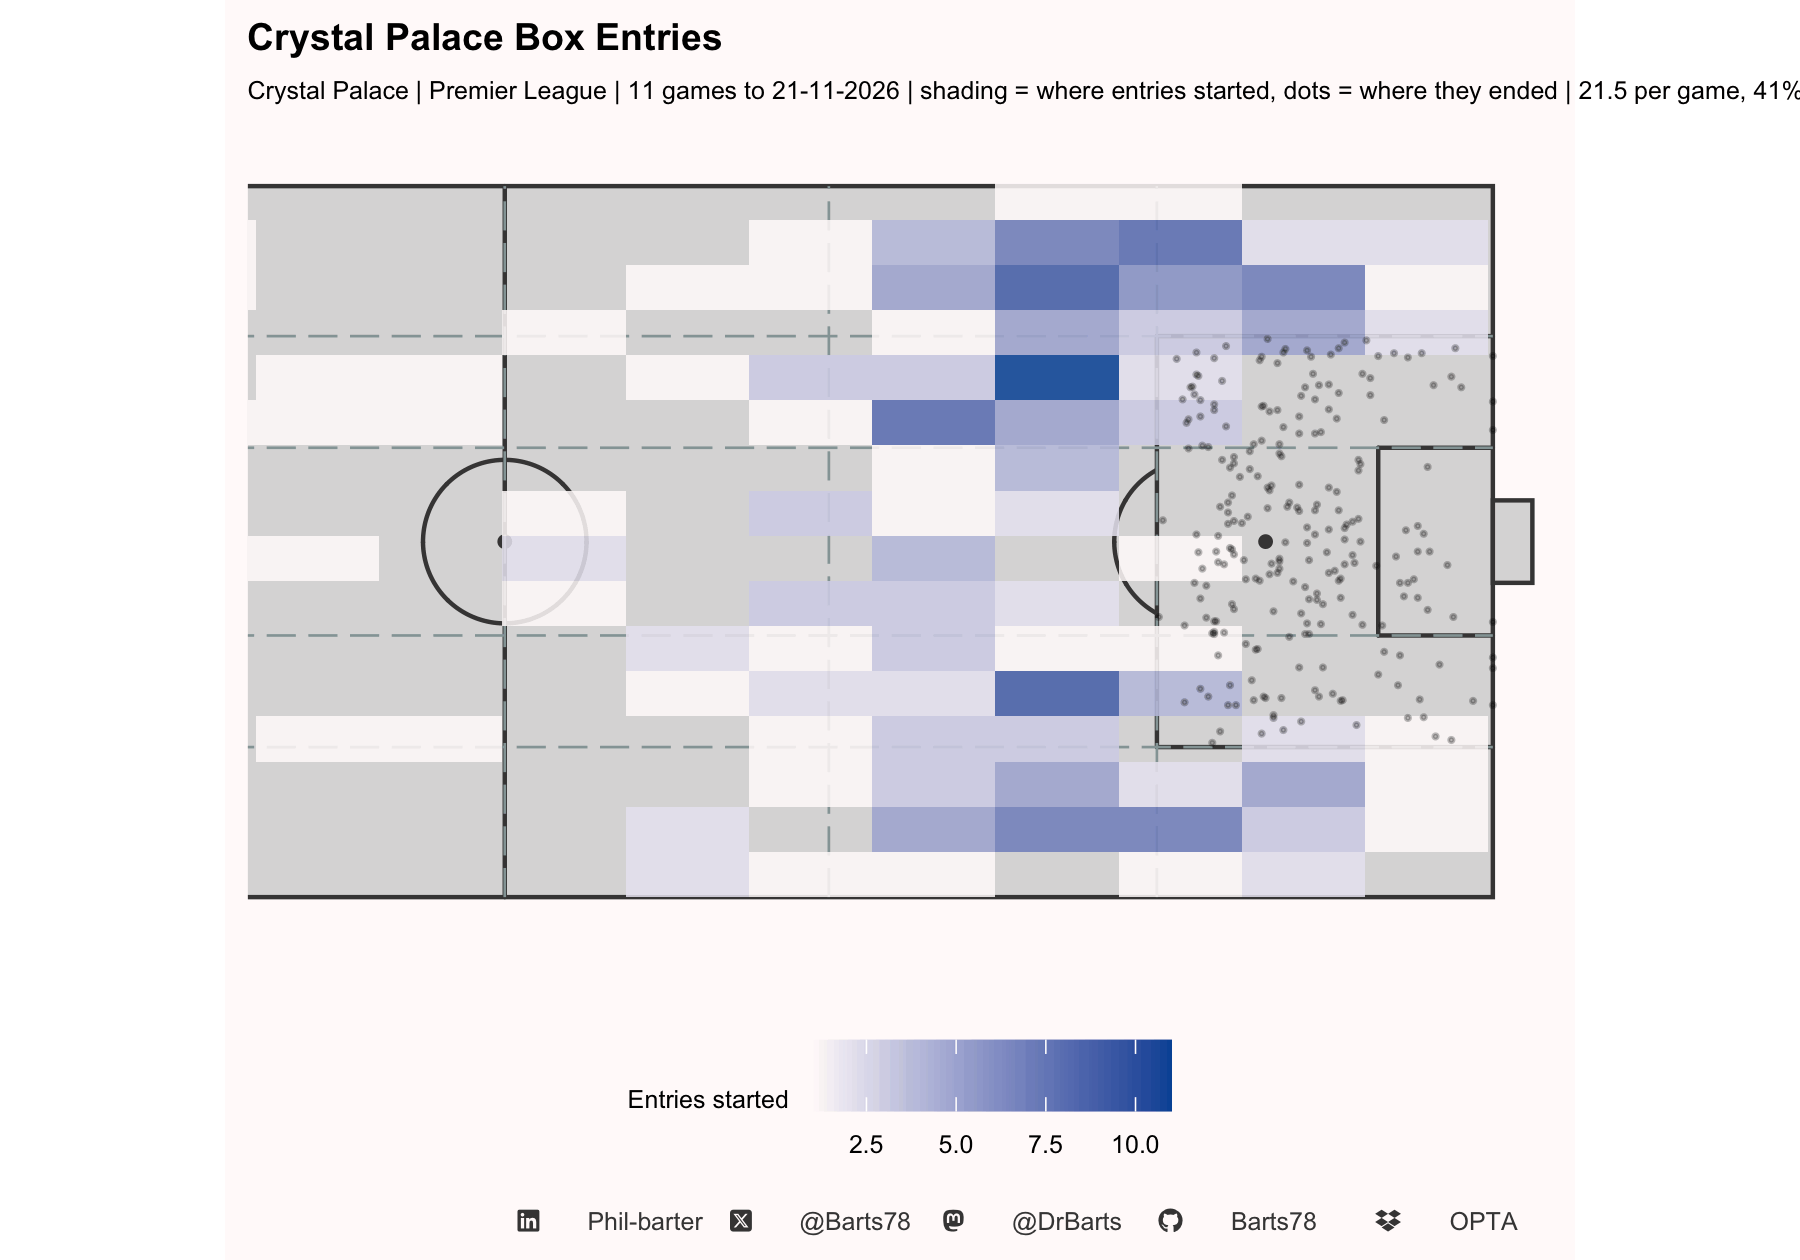 Crystal Palace Box Entries
Crystal Palace | Premier League | 11 games to 21-11-2026 | shading = where entries started, dots = where they ended | 21.5 per game, 41%
Entries started
2.5 5.0 7.5 10.0
Phil-barter @Barts78 @DrBarts Barts78 OPTA